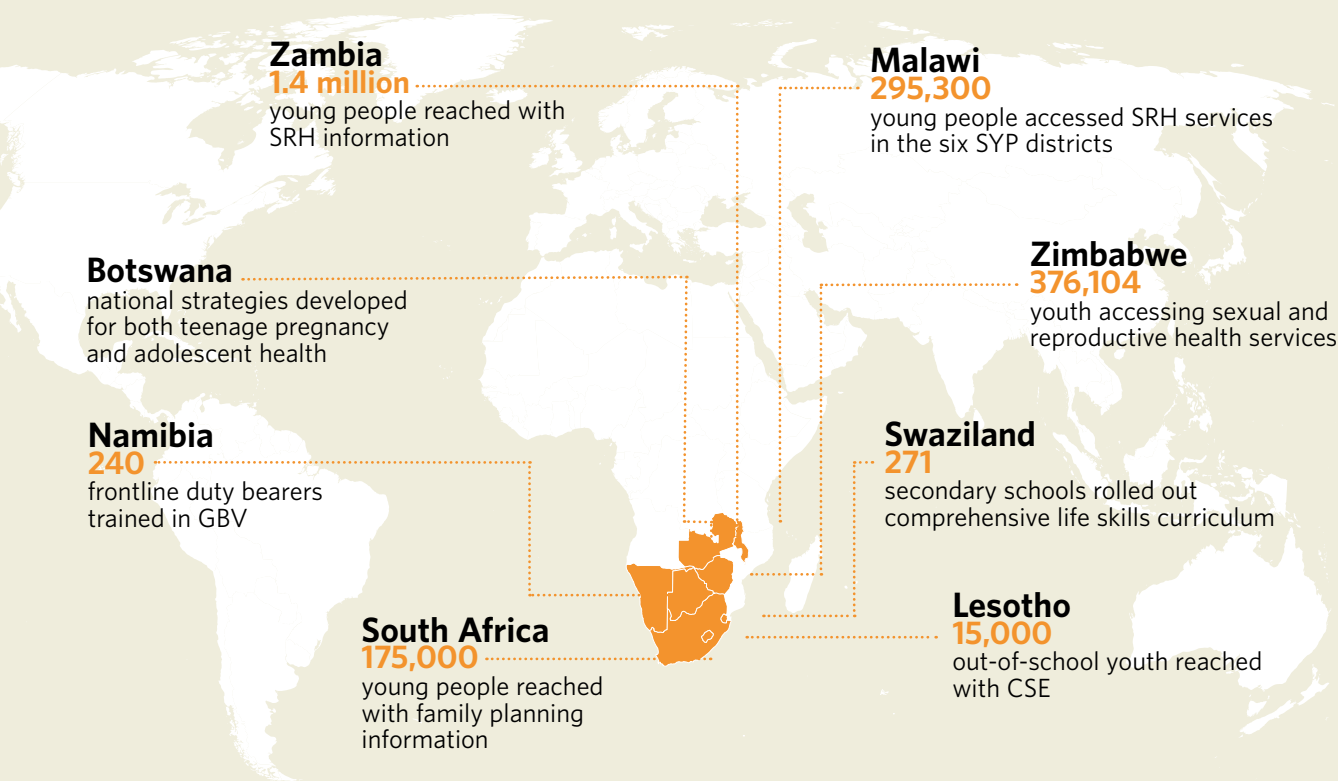 Zambia
1.4 million
young people reached with
SRH information
Malawi
295,300
young people accessed SRH services
in the six SYP districts
Botswana
national strategies developed
for both teenage pregnancy
and adolescent health
Zimbabwe
376,104
youth accessing sexual and
reproductive health services
Namibia
240
frontline duty bearers
trained in GBV
Swaziland
271
secondary schools rolled out
comprehensive life skills curriculum
South Africa
175,000
young people reached
with family planning
information
Lesotho
15,000
out-of-school youth reached
with CSE